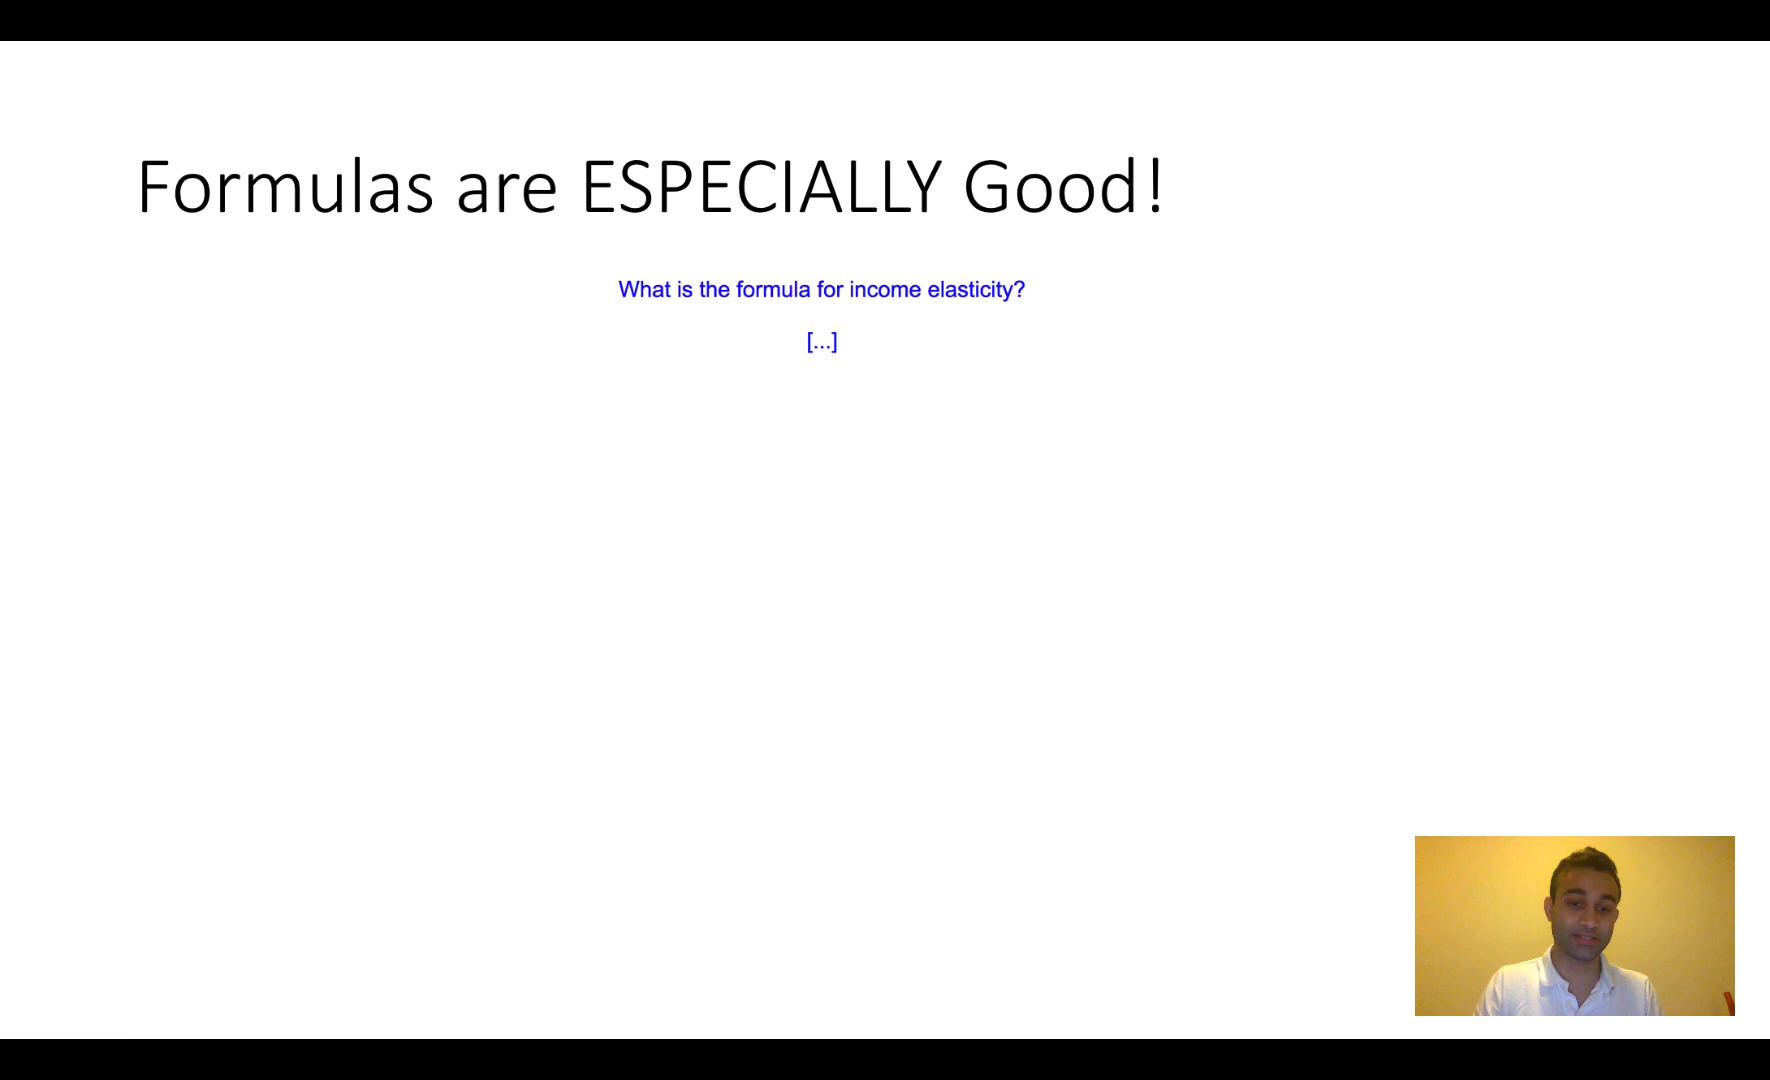 Formulas are ESPECIALLY Good!
What is the formula for income elasticity?
[...]